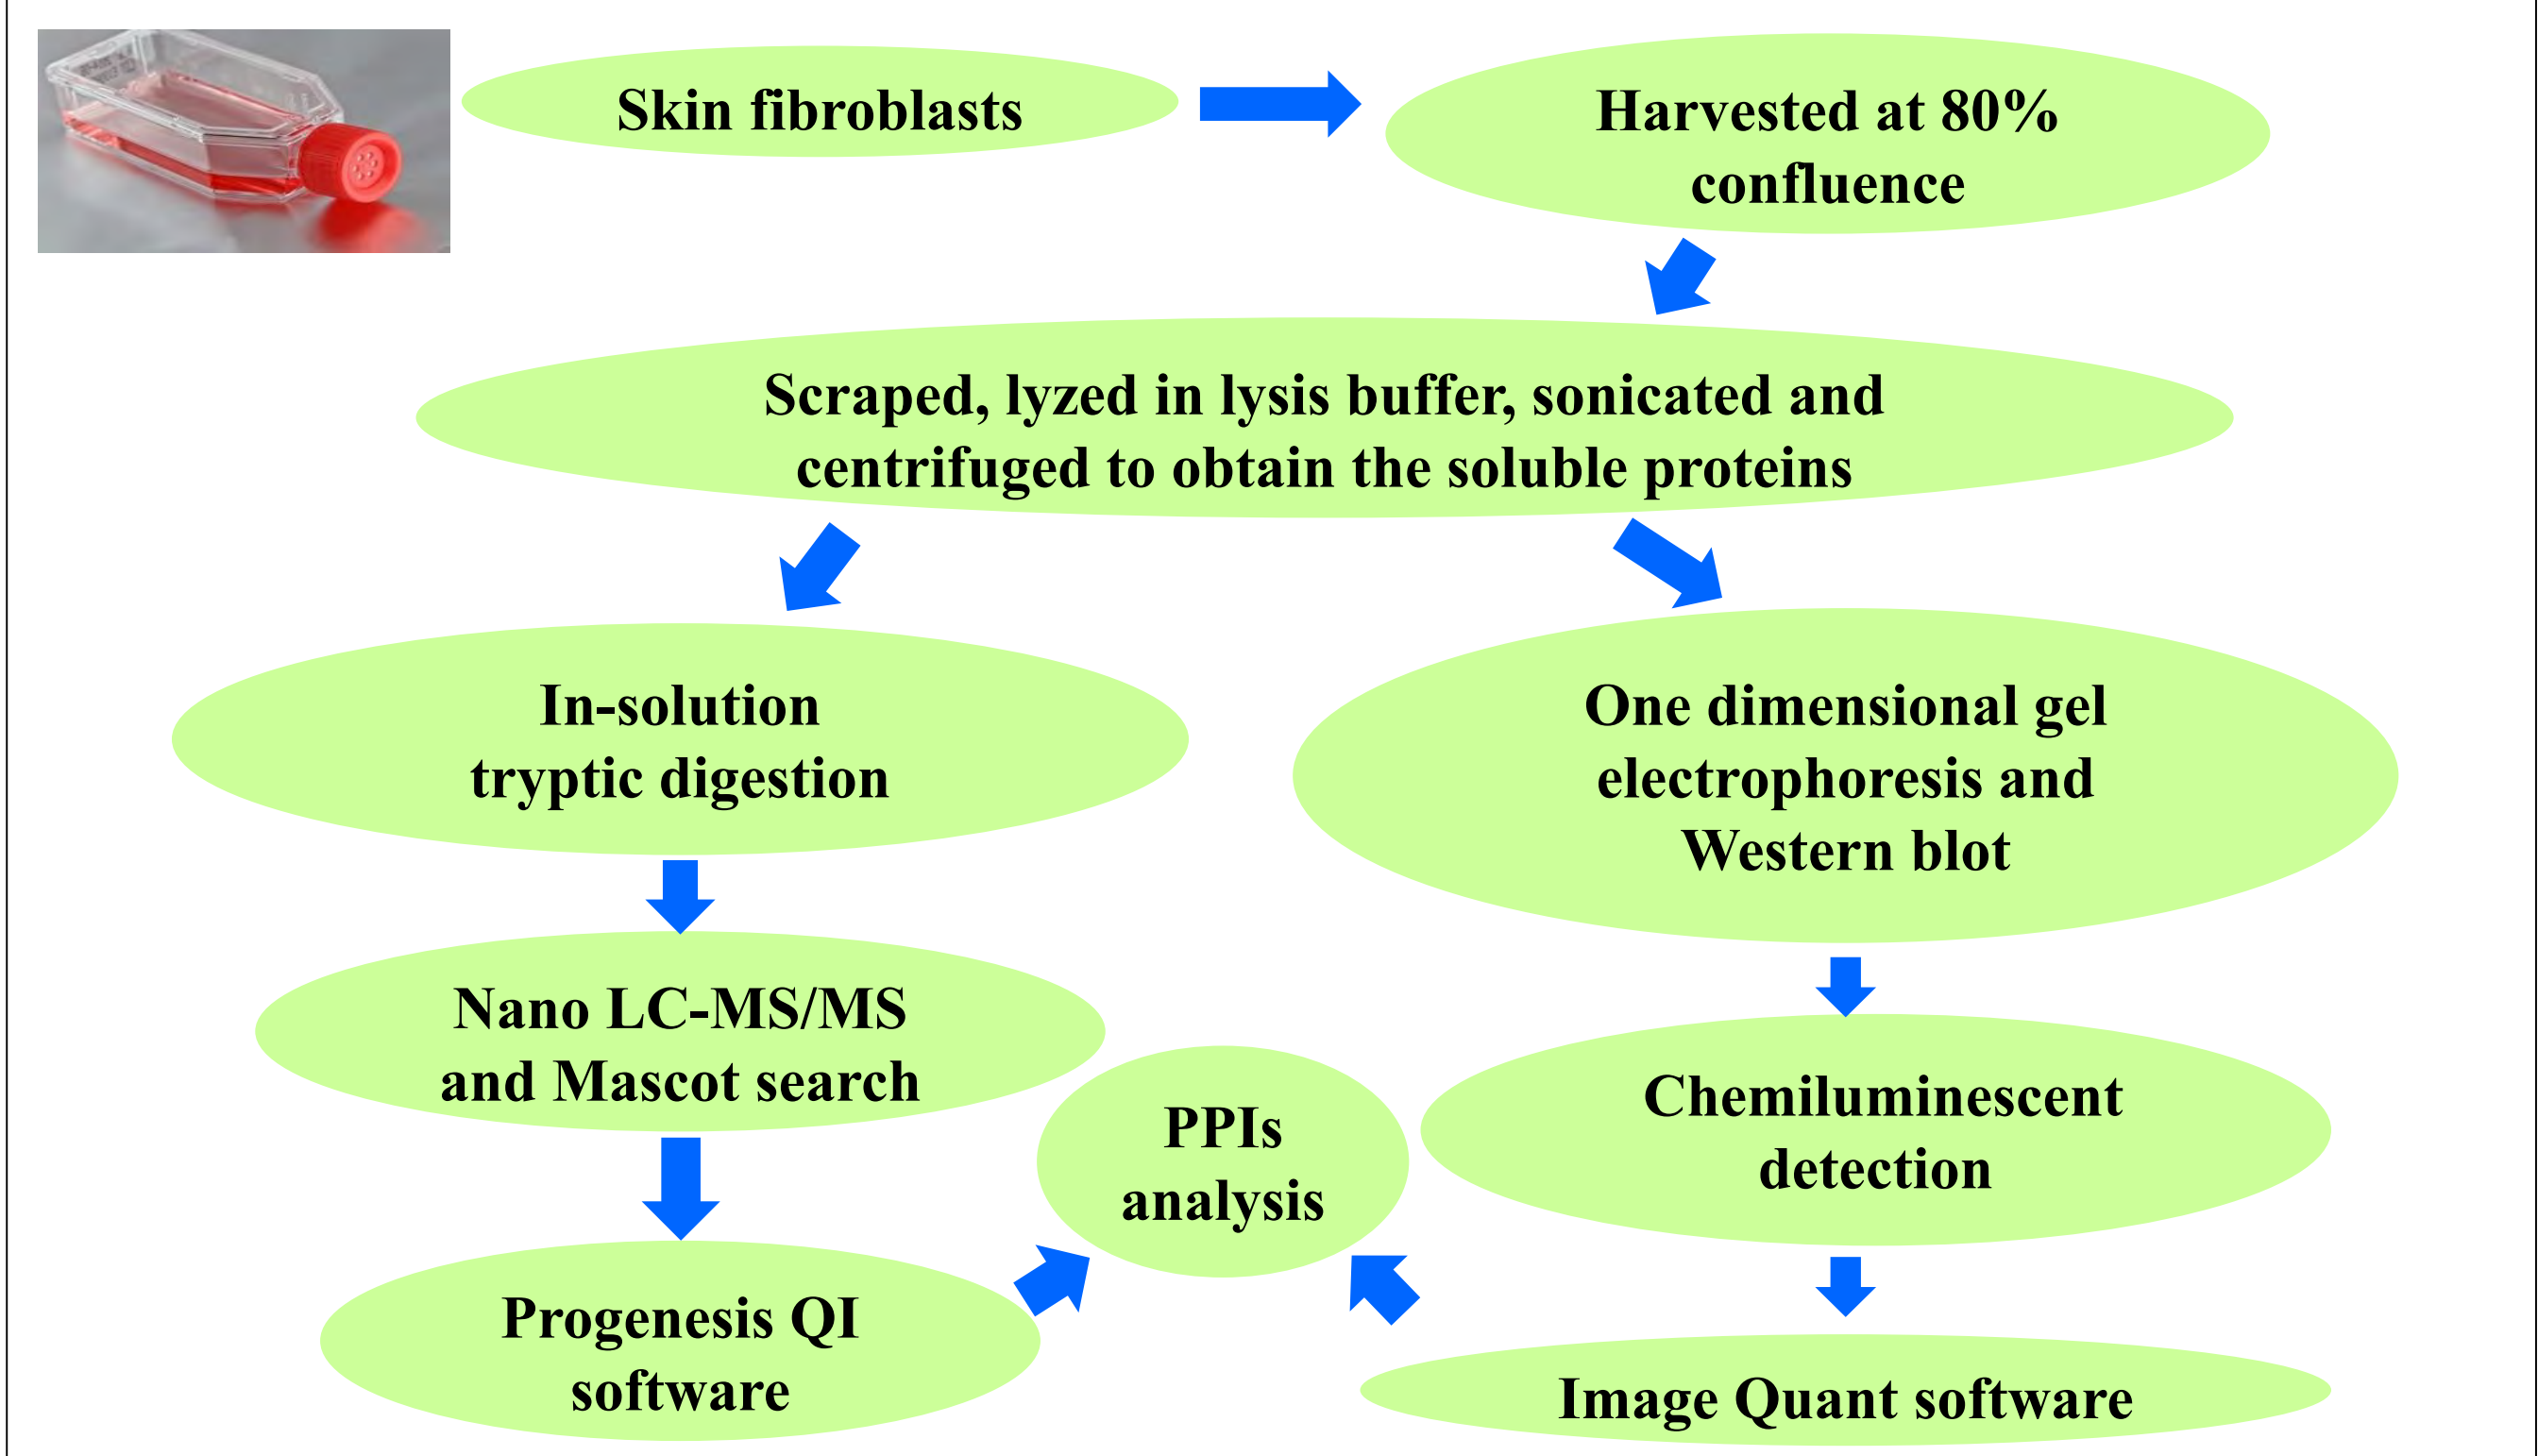 Skin fibroblasts
Harvested at 80%
confluence
Scraped, lyzed in lysis buffer, sonicated and
centrifuged to obtain the soluble proteins
In-solution
tryptic digestion
One dimensional gel
electrophoresis and
Western blot
Nano LC-MS/MS
and Mascot search
PPIs
analysis
Chemiluminescent
detection
Progenesis QI
software
Image Quant software